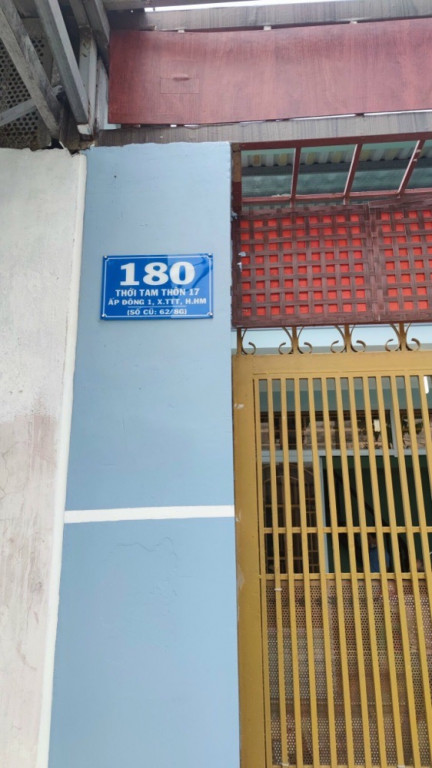 180
THỚI TAM THÔN 17
ẤP ĐÔNG 1, X.TTT, H.HM
(SỐ CŨ: 62/8G)